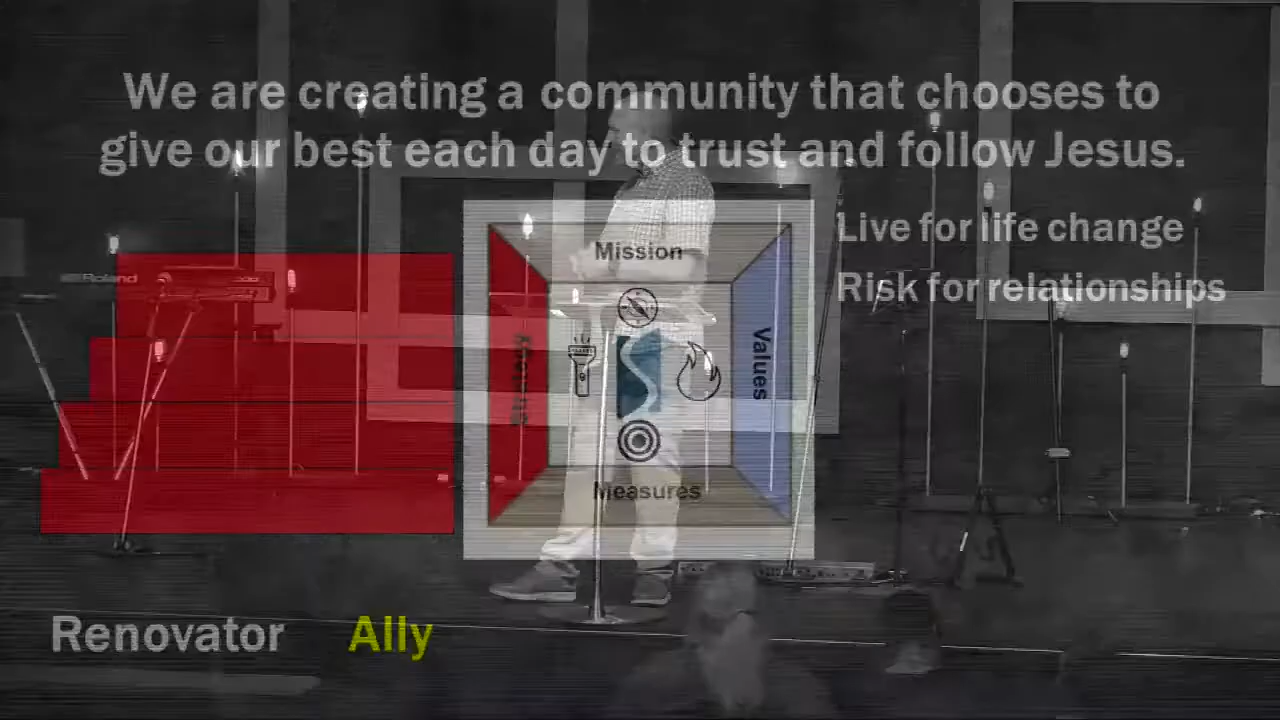 We are creating a community that chooses to
give our best each day to trust and follow Jesus.
Live for life change
Risk for relationships
Mission
Values
Measures
Roland
Renovator Ally